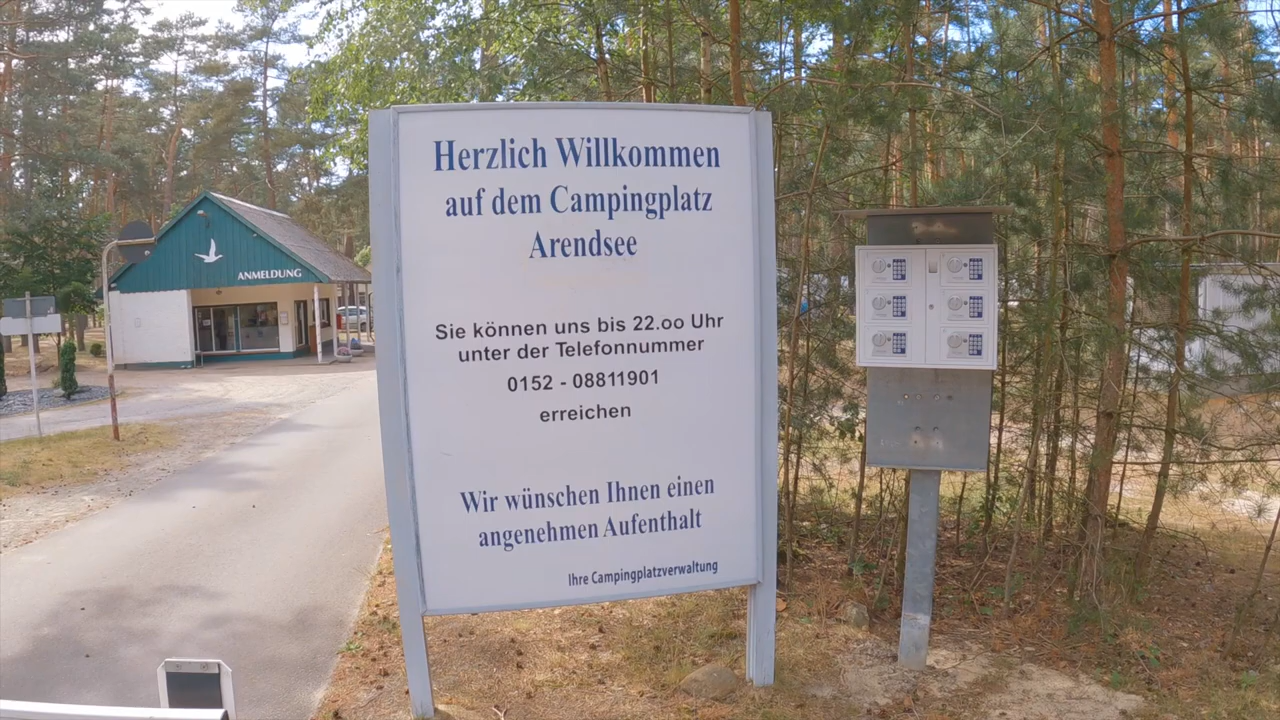 Herzlich Willkommen
auf dem Campingplatz
Arendsee
Sie können uns bis 22.oo Uhr
unter der Telefonnummer
0152 - 08811901
erreichen
Wir wünschen Ihnen einen
angenehmen Aufenthalt
Ihre Campingplatzverwaltung
ANMELDUNG